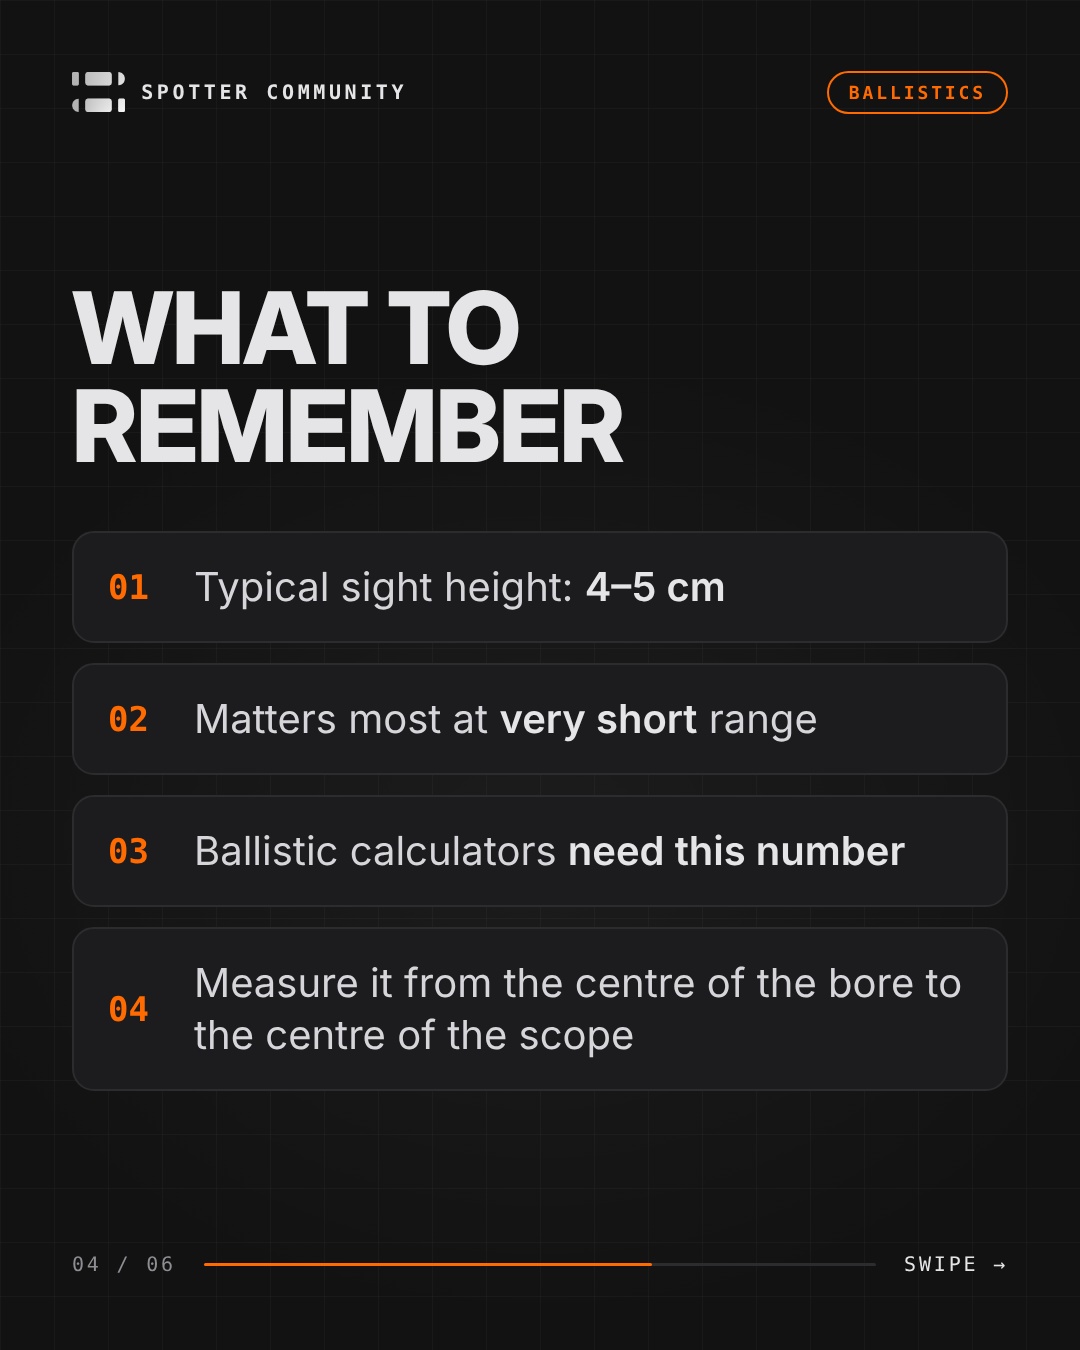 SPOTTER COMMUNITY
BALLISTICS
WHAT TO
REMEMBER
01 Typical sight height: 4–5 cm
02 Matters most at very short range
03 Ballistic calculators need this number
04 Measure it from the centre of the bore to
the centre of the scope
04 / 06
SWIPE →